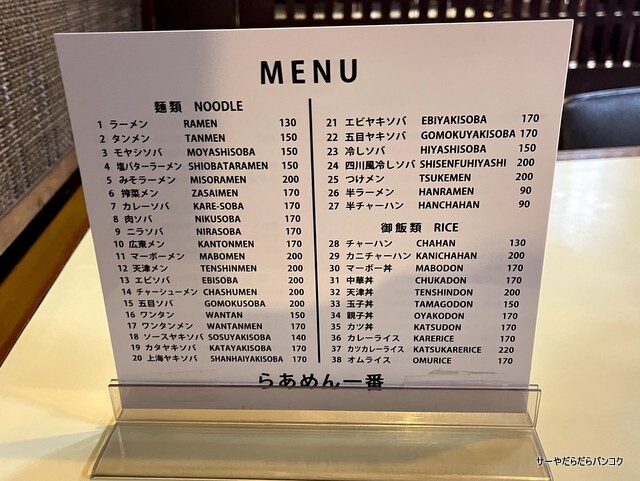 MENU
麺類 NOODLE
1 ラーメン RAMEN 130
2 タンメン TANMEN 150
3 モヤシソバ MOYASHISOBA 150
4 塩バターラーメン SHIOBATARAMEN 150
5 みそラーメン MISORAMEN 200
6 搾菜メン ZASAIMEN 170
7 カレーソバ KARE-SOBA 170
8 肉ソバ NIKUSOBA 170
9 ニラソバ NIRASOBA 170
10 広東メン KANTONMEN 170
11 マーボーメン MABOMEN 200
12 天津メン TENSHINMEN 200
13 エビソバ EBISOBA 200
14 チャーシューメン CHASHUMEN 200
15 五目ソバ GOMOKUSOBA 200
16 ワンタン WANTAN 150
17 ワンタンメン WANTANMEN 170
18 ソースヤキソバ SOSUYAKISOBA 140
19 カタヤキソバ KATAYAKISOBA 170
20 上海ヤキソバ SHANHAIYAKISOBA 170
21 エビヤキソバ EBIYAKISOBA 170
22 五目ヤキソバ GOMOKUYAKISOBA 170
23 冷しソバ HIYASHISOBA 150
24 四川風冷しソバ SHISENFUHIYASHI 200
25 つけメン TSUKEMEN 200
26 半ラーメン HANRAMEN 90
27 半チャーハン HANCHAHAN 90
御飯類 RICE
28 チャーハン CHAHAN 130
29 カニチャーハン KANICHAHAN 200
30 マーボー丼 MABODON 170
31 中華丼 CHUKADON 170
32 天津丼 TENSHINDON 200
33 玉子丼 TAMAGODON 150
34 親子丼 OYAKODON 170
35 カツ丼 KATSUDON 170
36 カレーライス KARERICE 170
37 カツカレーライス KATSUKARERICE 220
38 オムライス OMURICE 170
らあめん一番
サーヤだらだらバンコク